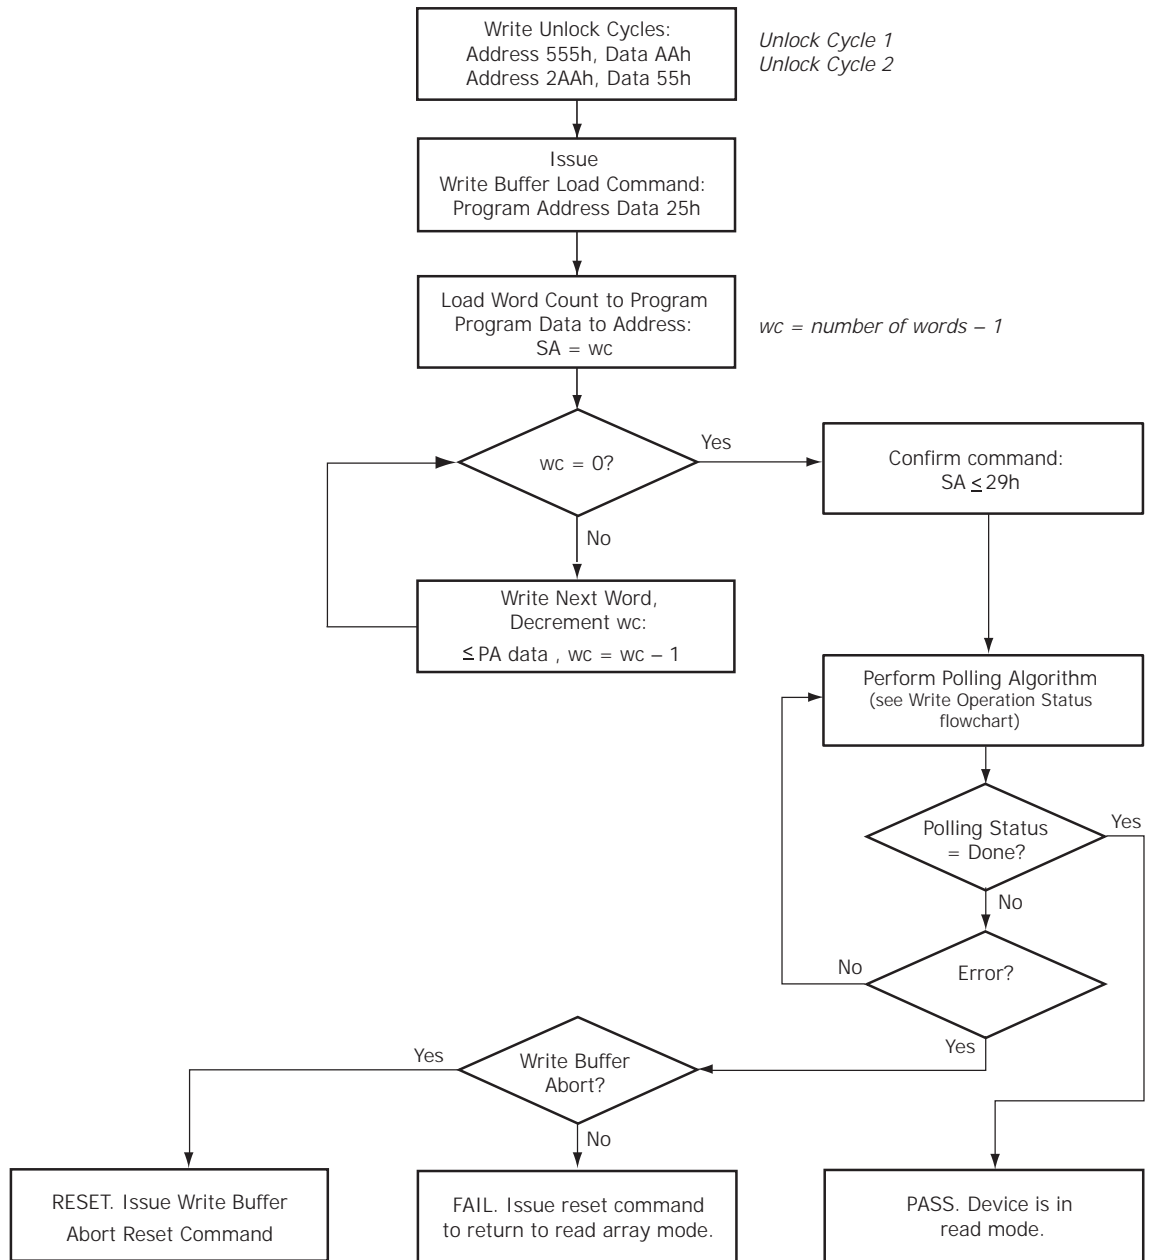 Write Unlock Cycles:
Address 555h, Data AAh
Address 2AAh, Data 55h
Unlock Cycle 1
Unlock Cycle 2
Issue
Write Buffer Load Command:
Program Address Data 25h
Load Word Count to Program
Program Data to Address:
SA = wc
wc = number of words – 1
wc = 0?
Yes
Confirm command:
SA ≤ 29h
No
Write Next Word,
Decrement wc:
≤ PA data , wc = wc – 1
Perform Polling Algorithm
(see Write Operation Status
flowchart)
Polling Status
= Done?
Yes
No
Error?
No
Yes
Write Buffer
Abort?
Yes
No
RESET. Issue Write Buffer
Abort Reset Command
FAIL. Issue reset command
to return to read array mode.
PASS. Device is in
read mode.